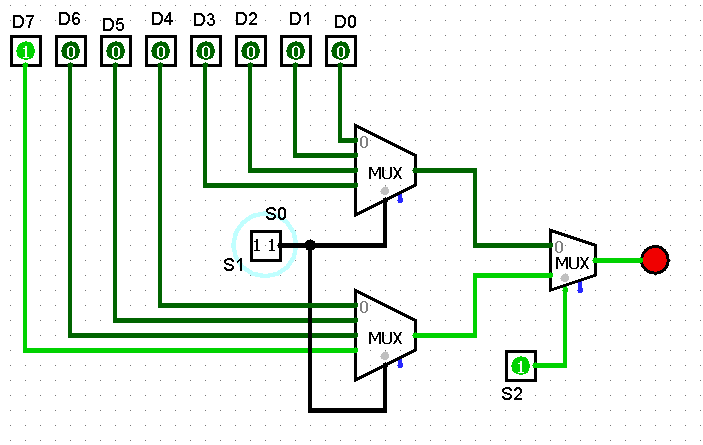 D7 D6 D5 D4 D3 D2 D1 D0
1 0 0 0 0 0 0 0
0
MUX
S0
1 1
S1
0
MUX
0
MUX
1
S2